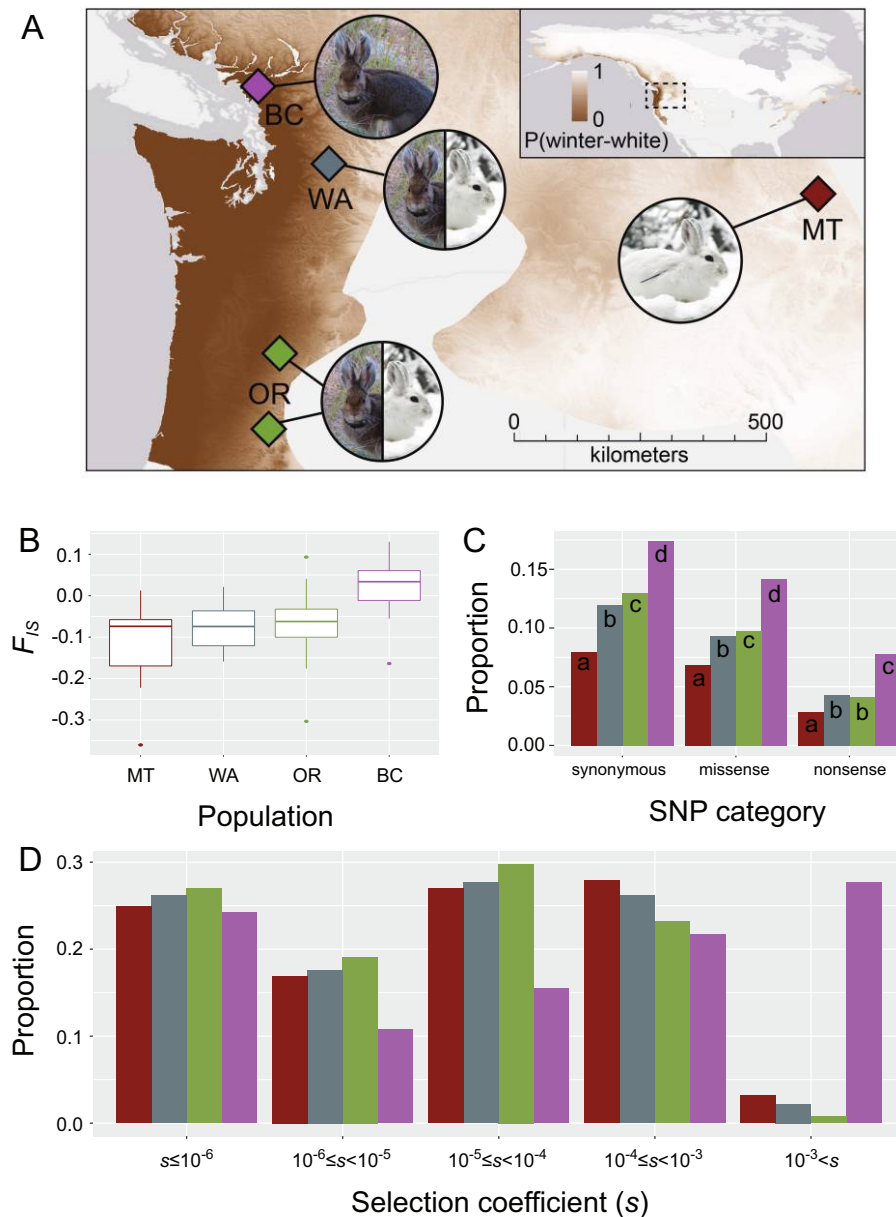 A
BC
WA
OR
MT
1
0
P(winter-white)
0 500
kilometers
B
0.1
0.0
-0.1
-0.2
-0.3
F_IS
MT WA OR BC
Population
C
0.15
0.10
0.05
0.00
Proportion
a b c d
a b c d
a b b c
synonymous missense nonsense
SNP category
D
0.3
0.2
0.1
0.0
Proportion
s≤10⁻⁶ 10⁻⁶≤s<10⁻⁵ 10⁻⁵≤s<10⁻⁴ 10⁻⁴≤s<10⁻³ 10⁻³<s
Selection coefficient (s)